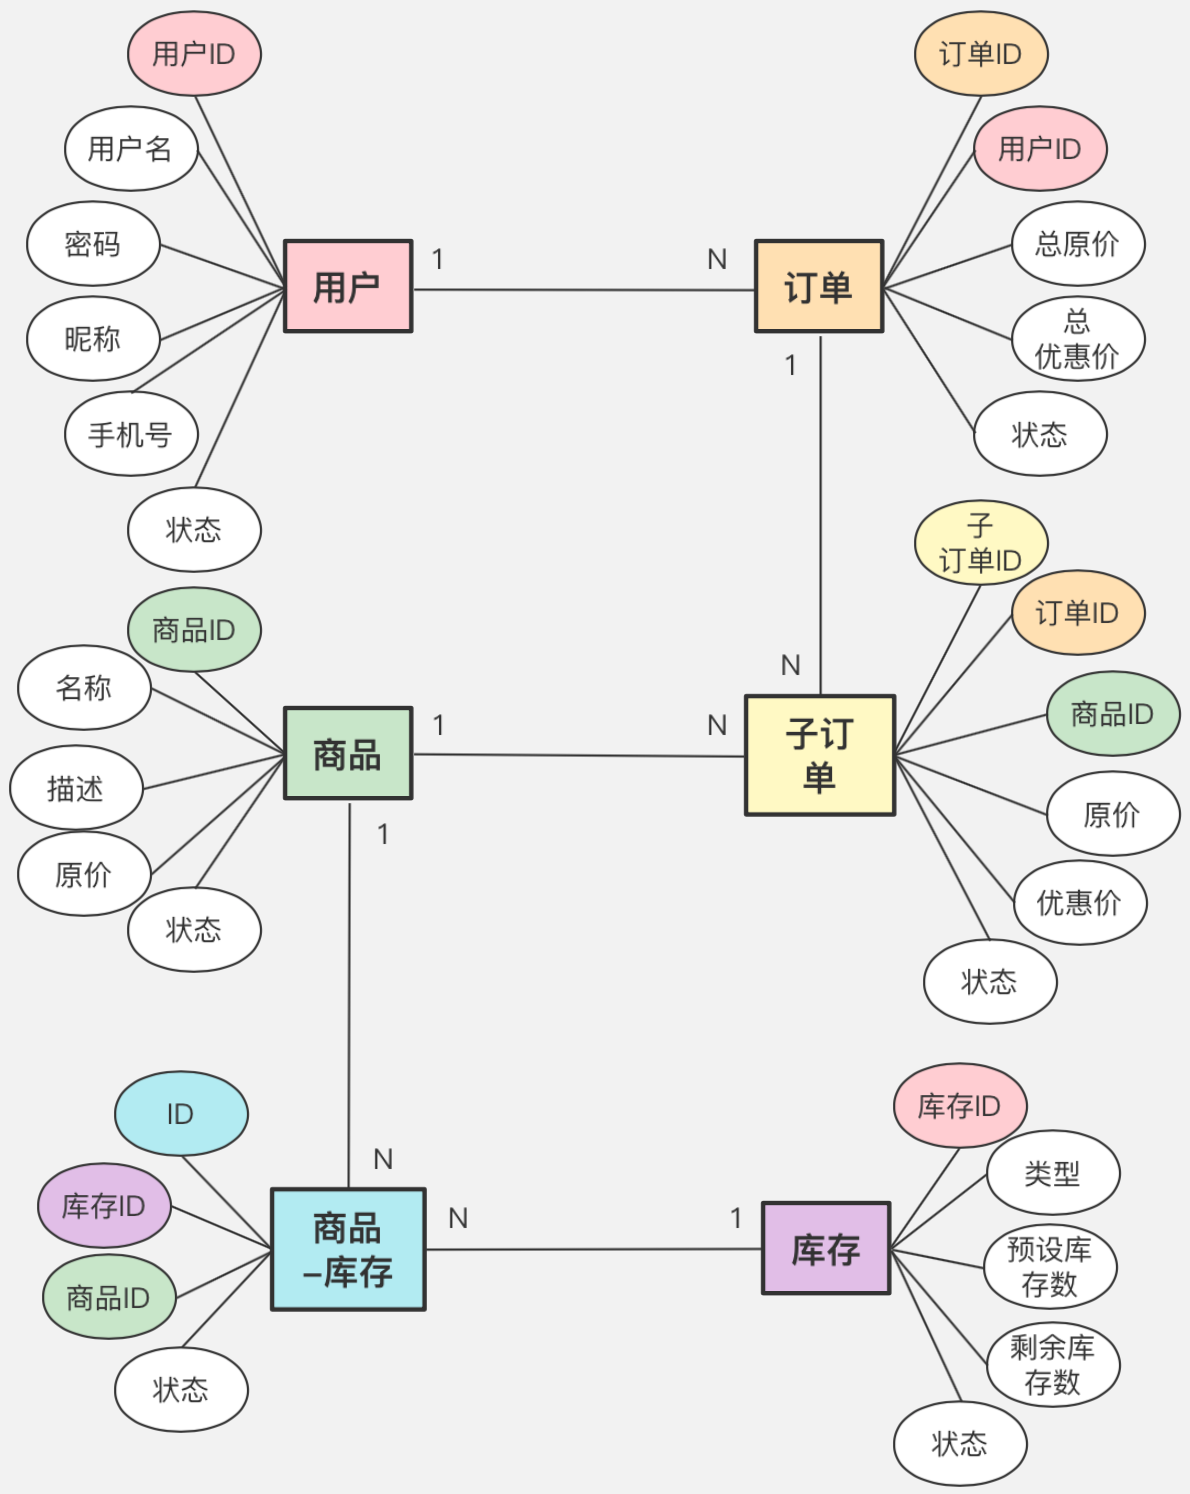 用户ID
用户名
密码
昵称
手机号
状态
用户
1
N
订单
订单ID
用户ID
总原价
总
优惠价
状态
1
N
商品ID
名称
描述
原价
状态
商品
1
N
子订
单
子
订单ID
订单ID
商品ID
原价
优惠价
状态
1
N
ID
库存ID
商品ID
状态
商品
–库存
N
1
库存
库存ID
类型
预设库
存数
剩余库
存数
状态